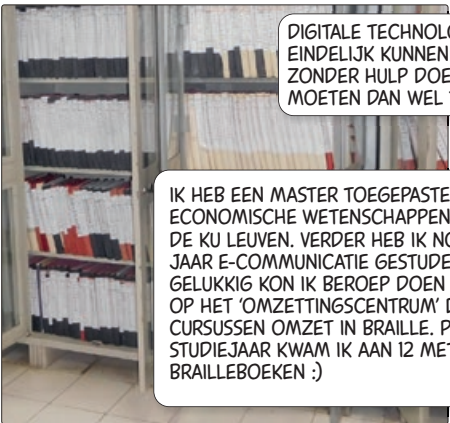 DIGITALE
EINDELIJK KUNNEN
ZONDER HULP
MOETEN DAN WEL
IK HEB EEN MASTER TOEGEPASTE
ECONOMISCHE WETENSCHAPPEN
DE KU LEUVEN. VERDER HEB IK
JAAR E-COMMUNICATIE
GELUKKIG KON IK BEROEP DOEN
OP HET 'OMZETTINGSCENTRUM'
CURSUSSEN OMZET IN BRAILLE.
STUDIEJAAR KWAM IK AAN 12
BRAILLEBOEKEN :)